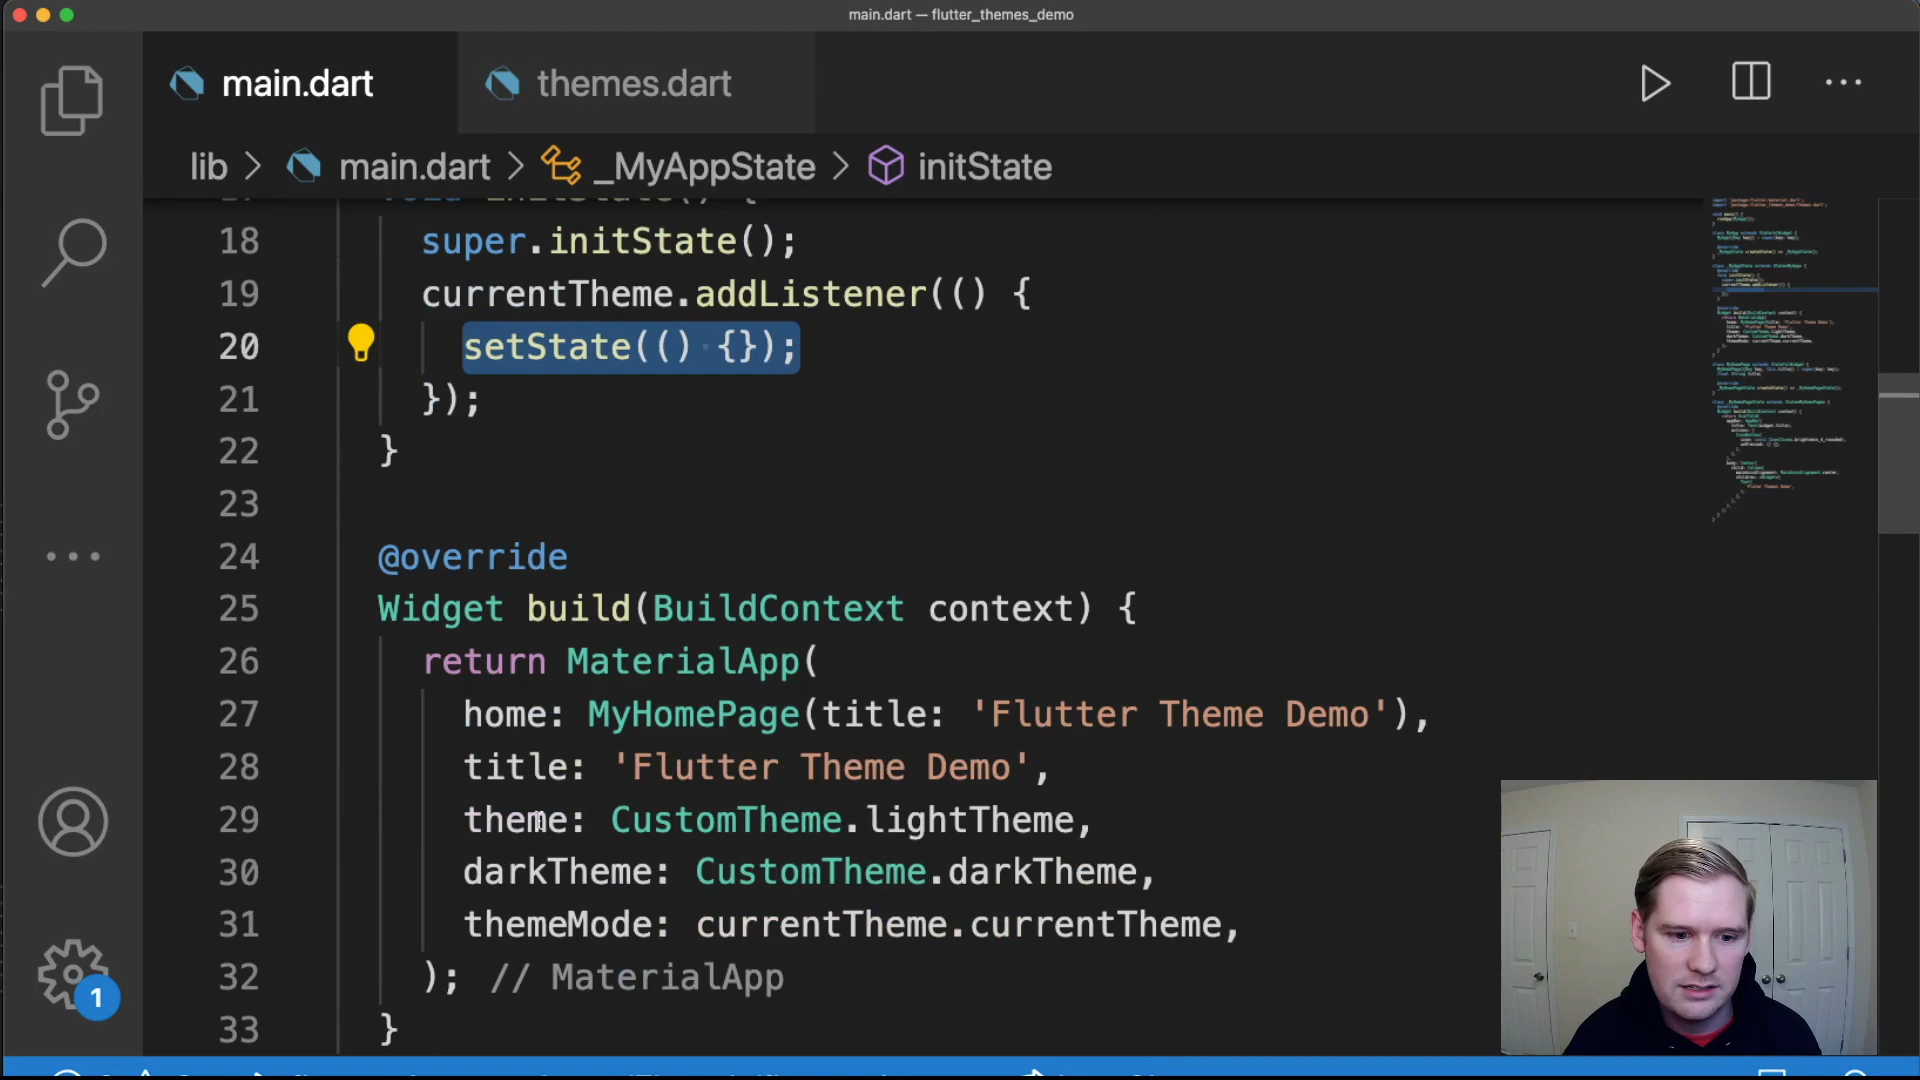 main.dart — flutter_themes_demo
main.dart
themes.dart
lib > main.dart > _MyAppState > initState
18 super.initState();
19 currentTheme.addListener(() {
20 setState(() {});
21 });
22 }
23
24 @override
25 Widget build(BuildContext context) {
26 return MaterialApp(
27 home: MyHomePage(title: 'Flutter Theme Demo'),
28 title: 'Flutter Theme Demo',
29 theme: CustomTheme.lightTheme,
30 darkTheme: CustomTheme.darkTheme,
31 themeMode: currentTheme.currentTheme,
32 ); // MaterialApp
33 }
1